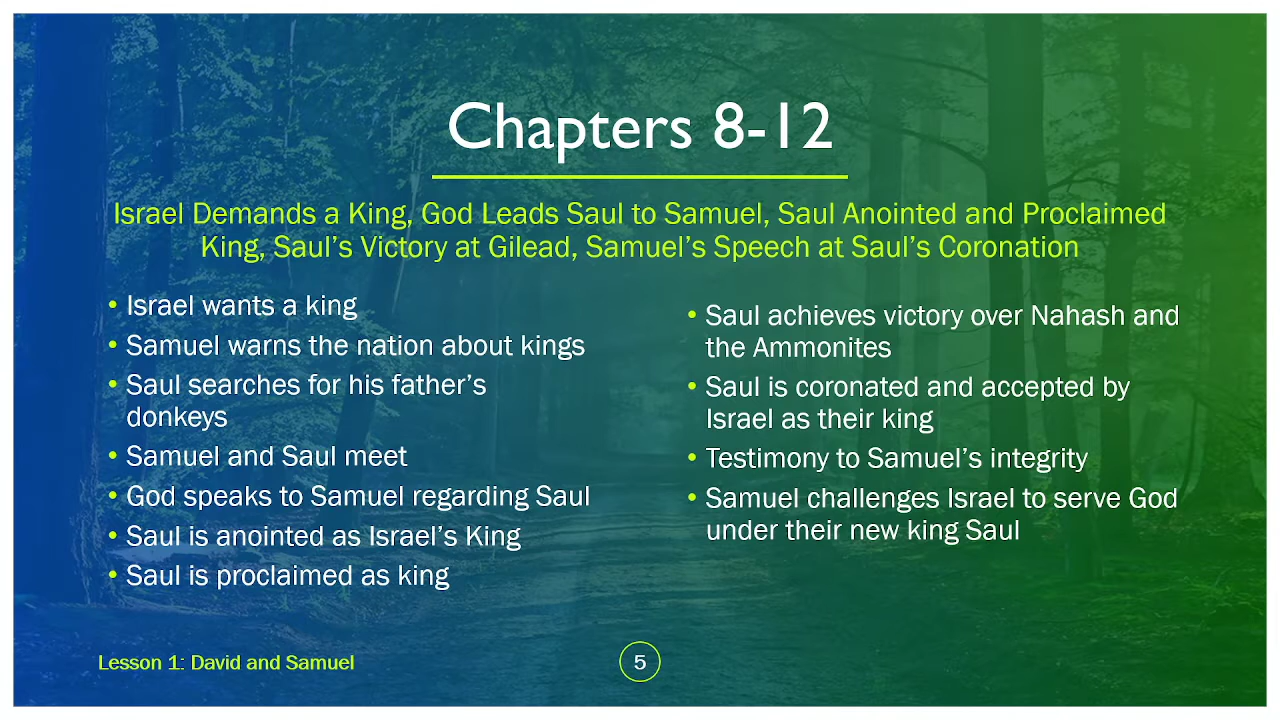 Chapters 8-12
Israel Demands a King, God Leads Saul to Samuel, Saul Anointed and Proclaimed
King, Saul’s Victory at Gilead, Samuel’s Speech at Saul’s Coronation
• Israel wants a king
• Samuel warns the nation about kings
• Saul searches for his father’s
donkeys
• Samuel and Saul meet
• God speaks to Samuel regarding Saul
• Saul is anointed as Israel’s King
• Saul is proclaimed as king
• Saul achieves victory over Nahash and
the Ammonites
• Saul is coronated and accepted by
Israel as their king
• Testimony to Samuel’s integrity
• Samuel challenges Israel to serve God
under their new king Saul
Lesson 1: David and Samuel
5